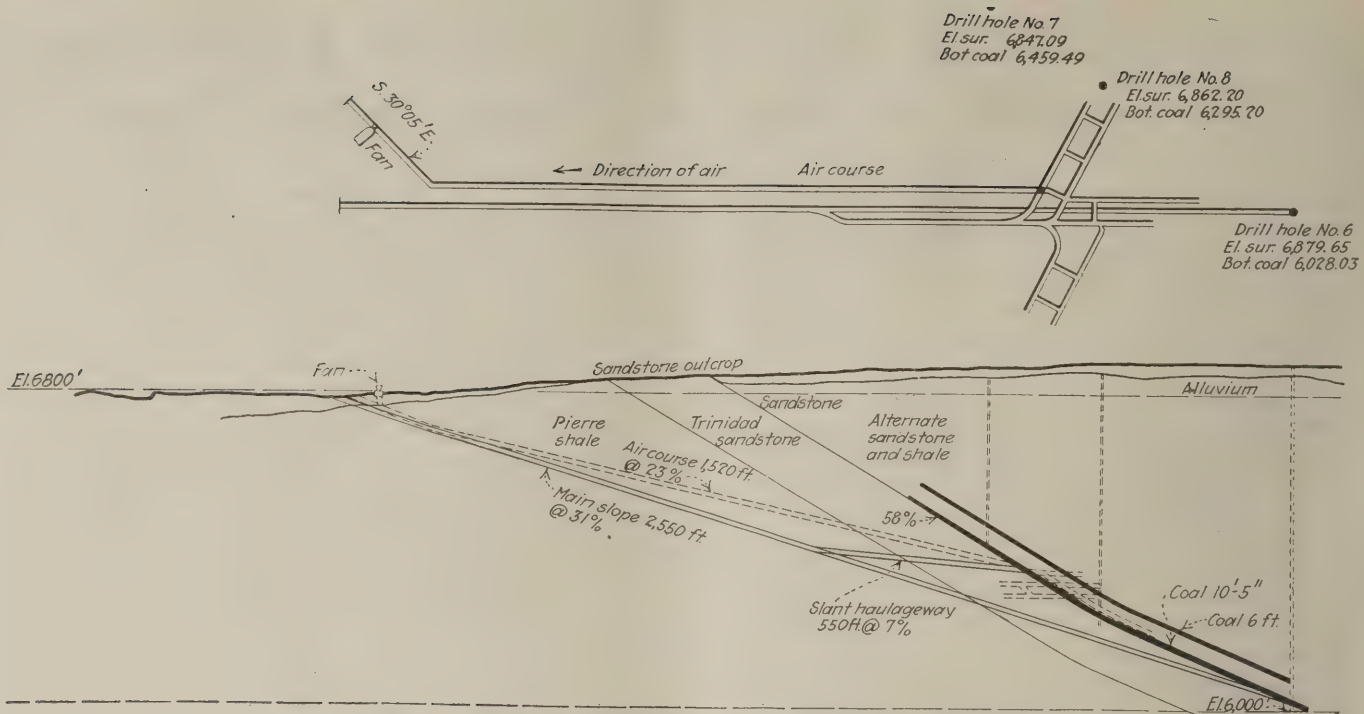 Drill hole No. 7
El. sur. 6,847.09
Bot coal 6,459.49
Drill hole No. 8
El. sur. 6,862.20
Bot. coal 6,295.20
S. 30°05' E.
Fan
Direction of air
Air course
Drill hole No. 6
El. sur. 6,879.65
Bot. coal 6,028.03
El. 6800'
Fan
Sandstone outcrop
Alluvium
Sandstone
Pierre
shale
Trinidad
sandstone
Alternate
sandstone
and shale
Air course 1,520 ft.
@ 23%
Main slope 2,550 ft.
@ 31%
58%
Slant haulageway
550 ft. @ 7%
Coal 10'-5"
Coal 6 ft.
El. 6,000'